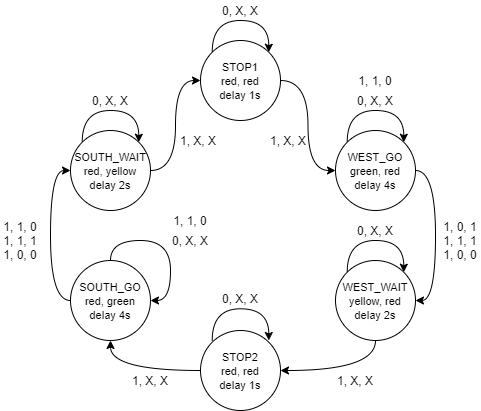 0, X, X
STOP1
red, red
delay 1s
1, 1, 0
0, X, X
0, X, X
1, X, X
1, X, X
SOUTH_WAIT
red, yellow
delay 2s
WEST_GO
green, red
delay 4s
1, 1, 0
1, 1, 1
1, 0, 0
1, 1, 0
0, X, X
0, X, X
1, 0, 1
1, 1, 1
1, 0, 0
SOUTH_GO
red, green
delay 4s
WEST_WAIT
yellow, red
delay 2s
0, X, X
STOP2
red, red
delay 1s
1, X, X
1, X, X